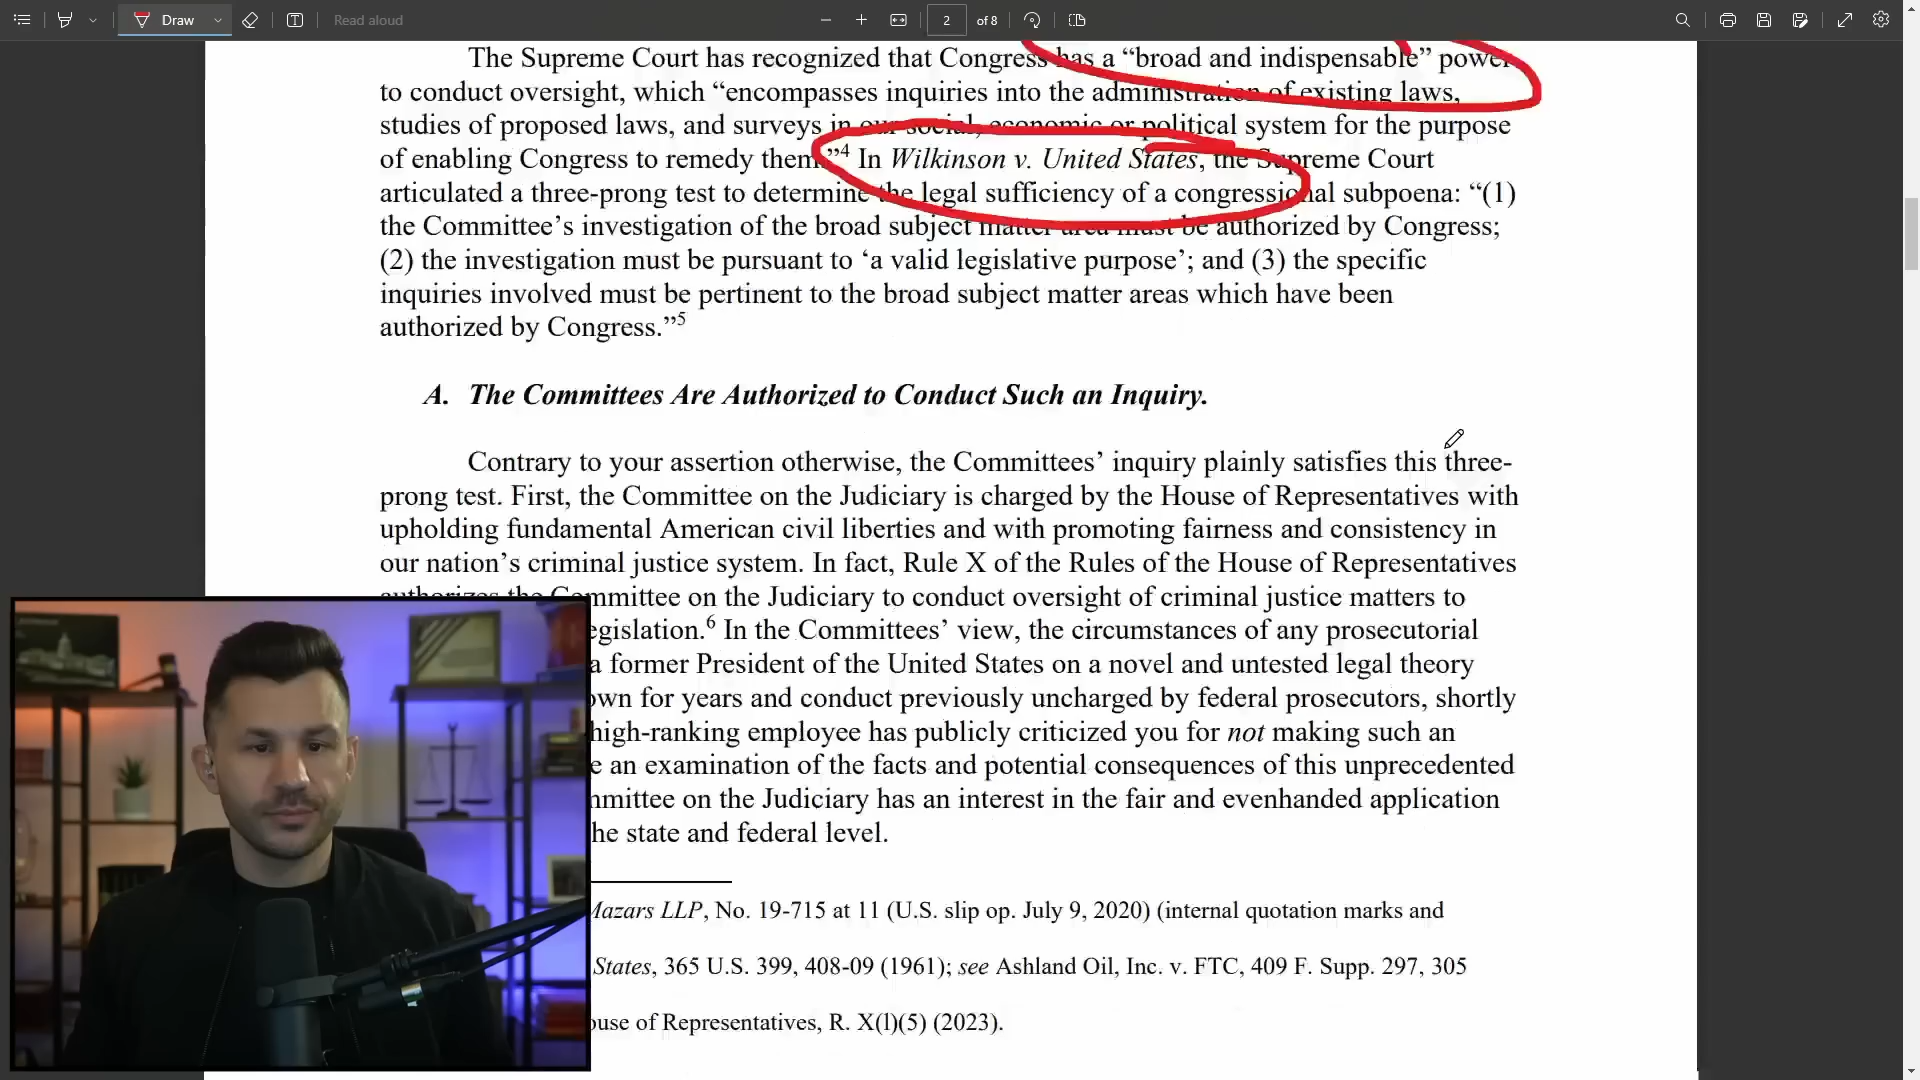 Draw
Read aloud
2
of 8
The Supreme Court has recognized that Congress has a “broad and indispensable” power
to conduct oversight, which “encompasses inquiries into the administration of existing laws,
studies of proposed laws, and surveys in our social, economic or political system for the purpose
of enabling Congress to remedy them.”4 In Wilkinson v. United States, the Supreme Court
articulated a three-prong test to determine the legal sufficiency of a congressional subpoena: “(1)
the Committee’s investigation of the broad subject matter area must be authorized by Congress;
(2) the investigation must be pursuant to ‘a valid legislative purpose’; and (3) the specific
inquiries involved must be pertinent to the broad subject matter areas which have been
authorized by Congress.”5
A. The Committees Are Authorized to Conduct Such an Inquiry.
Contrary to your assertion otherwise, the Committees’ inquiry plainly satisfies this three-
prong test. First, the Committee on the Judiciary is charged by the House of Representatives with
upholding fundamental American civil liberties and with promoting fairness and consistency in
our nation’s criminal justice system. In fact, Rule X of the Rules of the House of Representatives
authorizes the Committee on the Judiciary to conduct oversight of criminal justice matters to
egislation.6 In the Committees’ view, the circumstances of any prosecutorial
a former President of the United States on a novel and untested legal theory
own for years and conduct previously uncharged by federal prosecutors, shortly
high-ranking employee has publicly criticized you for not making such an
e an examination of the facts and potential consequences of this unprecedented
mmittee on the Judiciary has an interest in the fair and evenhanded application
he state and federal level.
Mazars LLP, No. 19-715 at 11 (U.S. slip op. July 9, 2020) (internal quotation marks and
States, 365 U.S. 399, 408-09 (1961); see Ashland Oil, Inc. v. FTC, 409 F. Supp. 297, 305
ouse of Representatives, R. X(l)(5) (2023).